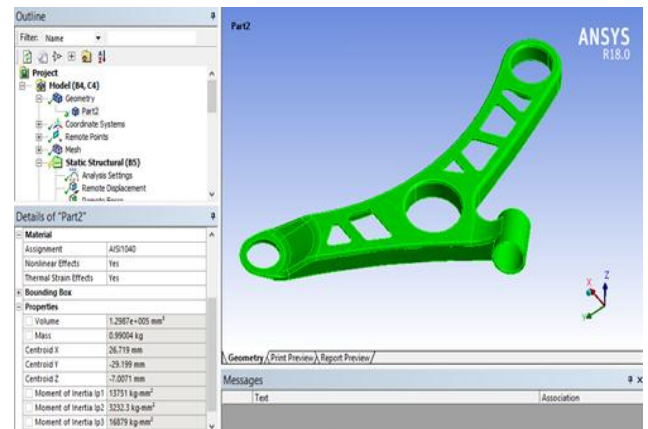 Outline
Filter: Name
Project
Model (B4, C4)
Geometry
Part2
Coordinate Systems
Remote Points
Mesh
Static Structural (B5)
Analysis Settings
Remote Displacement
Remote Force
Details of "Part2"
Material
Assignment AISI1040
Nonlinear Effects Yes
Thermal Strain Effects Yes
Bounding Box
Properties
Volume 1.2987e+005 mm³
Mass 0.99004 kg
Centroid X 26.719 mm
Centroid Y -29.199 mm
Centroid Z -7.0071 mm
Moment of Inertia Ip1 13751 kg·mm²
Moment of Inertia Ip2 3232.3 kg·mm²
Moment of Inertia Ip3 16879 kg·mm²
Part2
ANSYS
R18.0
X
Y
Z
Geometry Print Preview Report Preview
Messages
Text Association